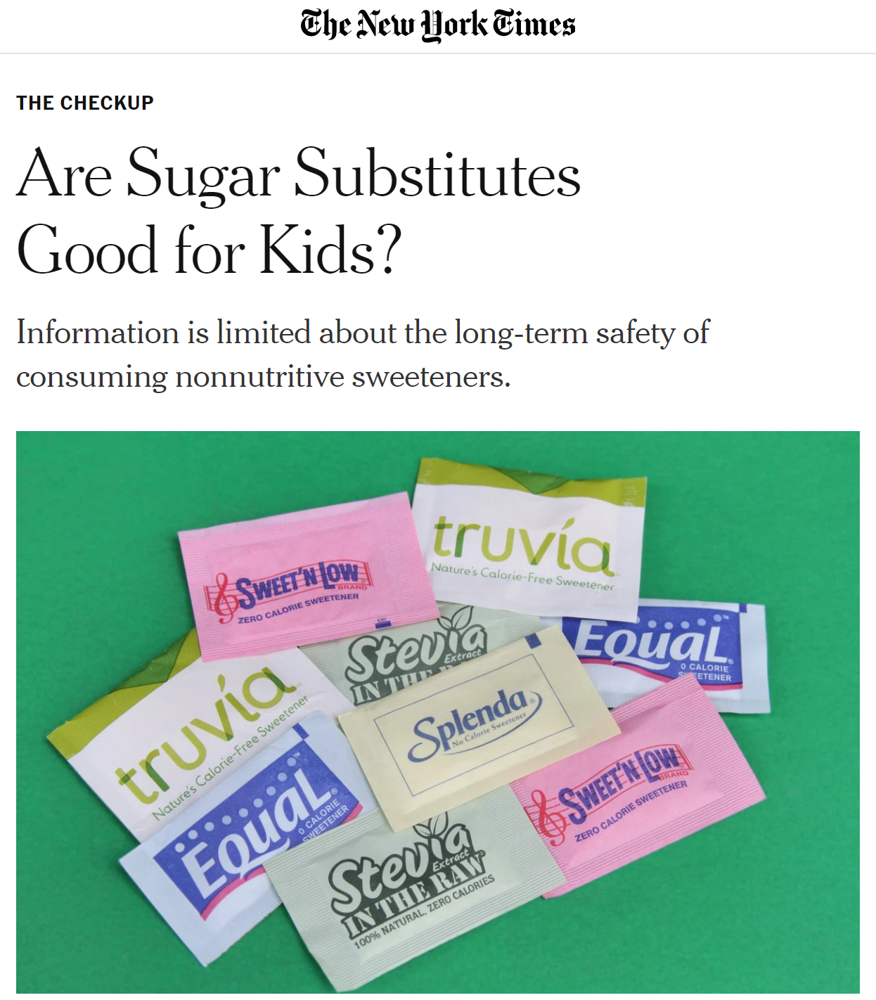 The New York Times
THE CHECKUP
Are Sugar Substitutes
Good for Kids?
Information is limited about the long-term safety of
consuming nonnutritive sweeteners.
truvía
Nature's Calorie-Free Sweetener
SWEET'N LOW
BRAND
ZERO CALORIE SWEETENER
Stevia
Extract
IN THE
EQUAL
0 CALORIE
SWEETENER
truvía
Nature's Calorie-Free Sweetener
Splenda
No Calorie Sweetener
SWEET'N LOW
BRAND
ZERO CALORIE SWEETENER
EQUAL
0 CALORIE
SWEETENER
Stevia
Extract
IN THE RAW
100% NATURAL, ZERO CALORIES